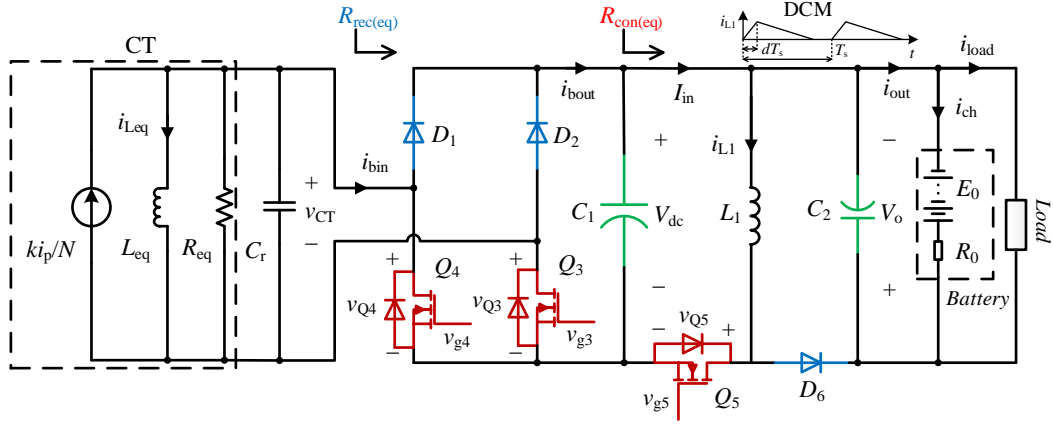 R_rec(eq)
R_con(eq)
DCM
i_L1
dT_s
T_s
t
CT
i_Leq
i_bin
i_bout
I_in
i_out
i_load
i_ch
D_1
D_2
+
v_CT
−
ki_p/N
L_eq
R_eq
C_r
+
v_Q4
−
Q_4
v_g4
+
v_Q3
−
Q_3
v_g3
C_1
+
V_dc
−
i_L1
L_1
C_2
−
V_o
+
E_0
R_0
Battery
Load
−
v_Q5
+
v_g5
Q_5
D_6